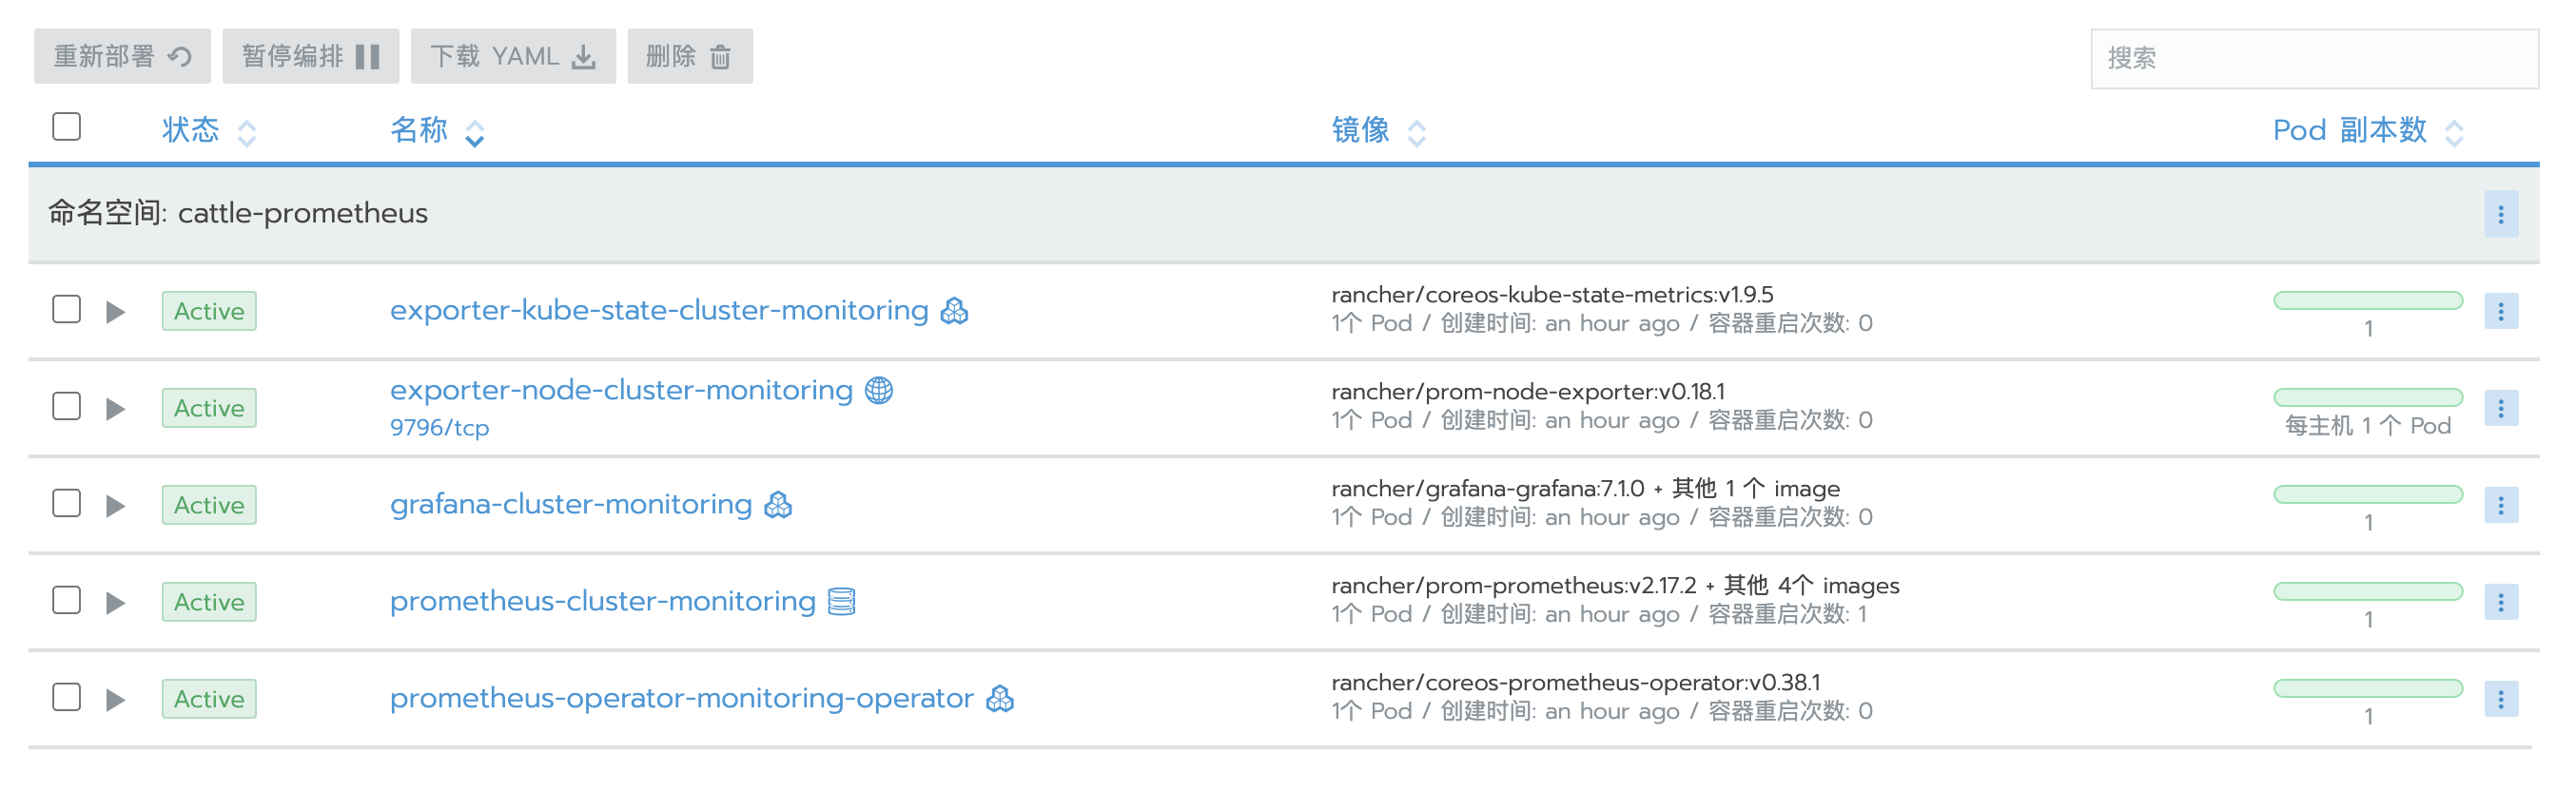 重新部署 暂停编排 下载 YAML 删除 搜索
状态 名称 镜像 Pod 副本数
命名空间: cattle-prometheus
Active exporter-kube-state-cluster-monitoring rancher/coreos-kube-state-metrics:v1.9.5
1个 Pod / 创建时间: an hour ago / 容器重启次数: 0
1
Active exporter-node-cluster-monitoring rancher/prom-node-exporter:v0.18.1
9796/tcp 1个 Pod / 创建时间: an hour ago / 容器重启次数: 0
每主机 1 个 Pod
Active grafana-cluster-monitoring rancher/grafana-grafana:7.1.0 + 其他 1 个 image
1个 Pod / 创建时间: an hour ago / 容器重启次数: 0
1
Active prometheus-cluster-monitoring rancher/prom-prometheus:v2.17.2 + 其他 4个 images
1个 Pod / 创建时间: an hour ago / 容器重启次数: 1
1
Active prometheus-operator-monitoring-operator rancher/coreos-prometheus-operator:v0.38.1
1个 Pod / 创建时间: an hour ago / 容器重启次数: 0
1